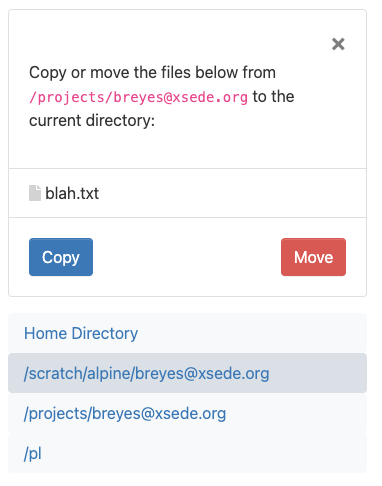 ×
Copy or move the files below from
/projects/breyes@xsede.org to the
current directory:
blah.txt
Copy
Move
Home Directory
/scratch/alpine/breyes@xsede.org
/projects/breyes@xsede.org
/pl